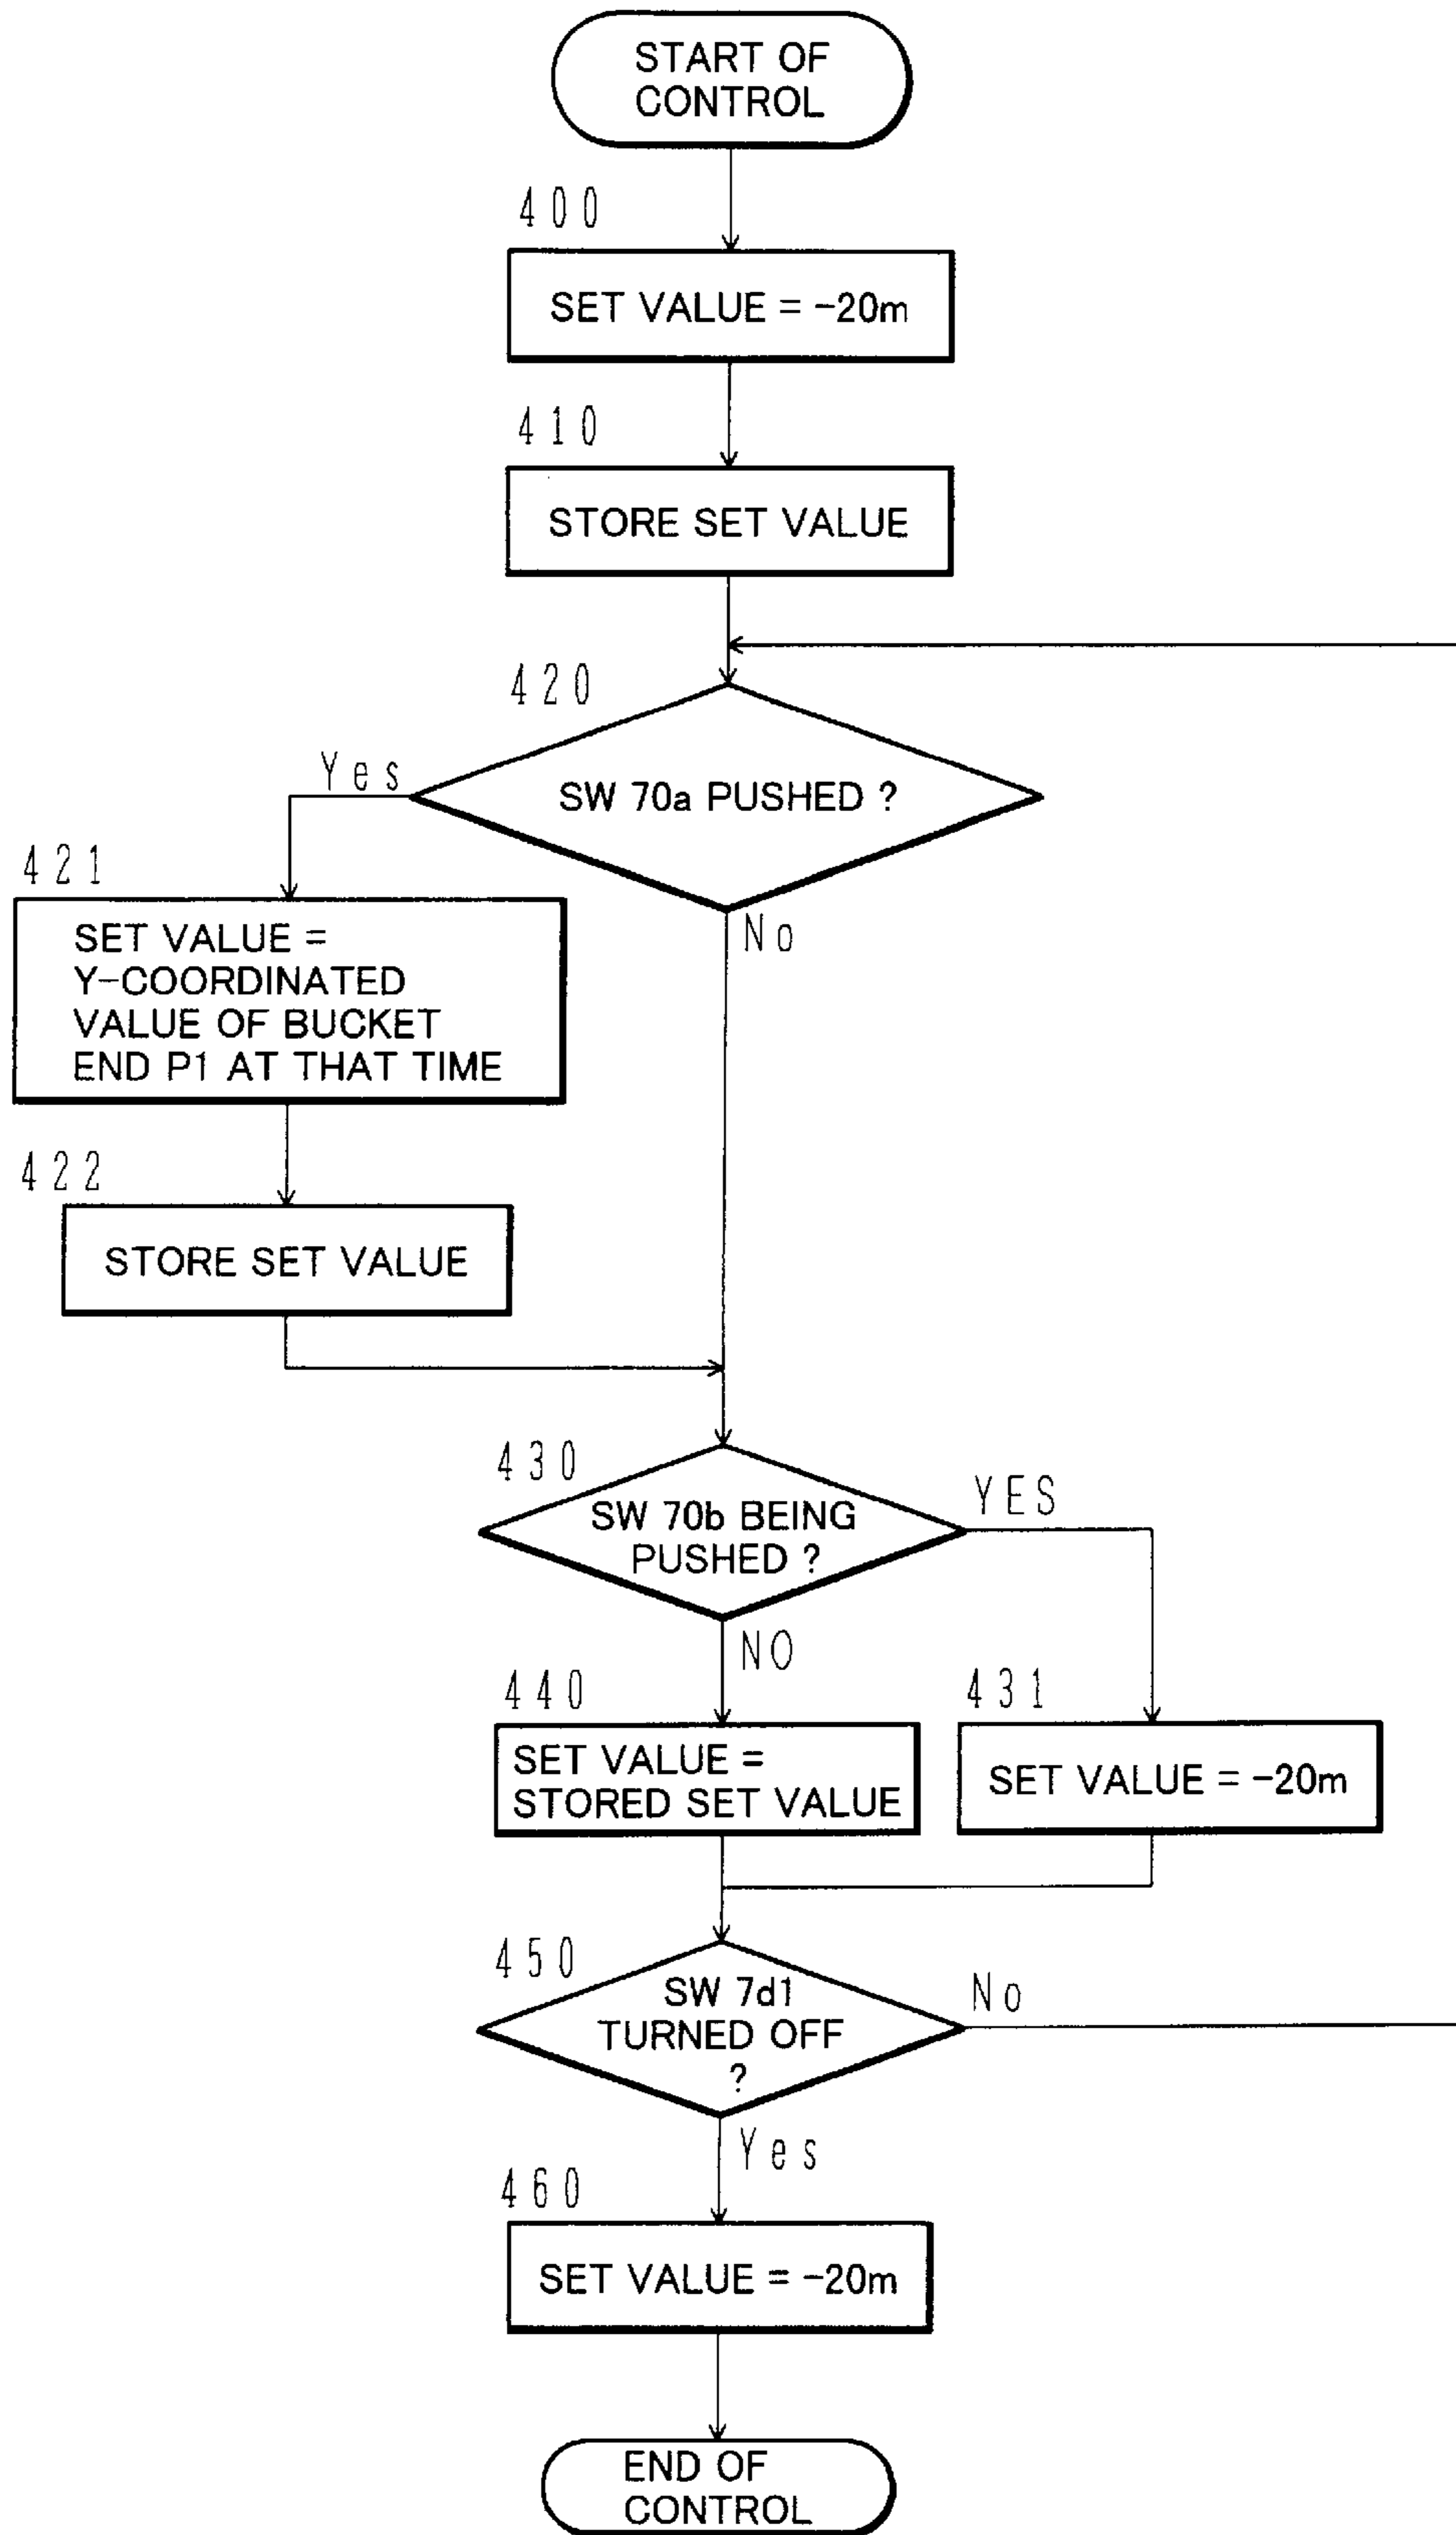 START OF
CONTROL
400
SET VALUE = -20m
410
STORE SET VALUE
420
Yes
SW 70a PUSHED ?
No
421
SET VALUE =
Y-COORDINATED
VALUE OF BUCKET
END P1 AT THAT TIME
422
STORE SET VALUE
430
SW 70b BEING
PUSHED ?
YES
NO
440
SET VALUE =
STORED SET VALUE
431
SET VALUE = -20m
450
SW 7d1
TURNED OFF
?
No
Yes
460
SET VALUE = -20m
END OF
CONTROL